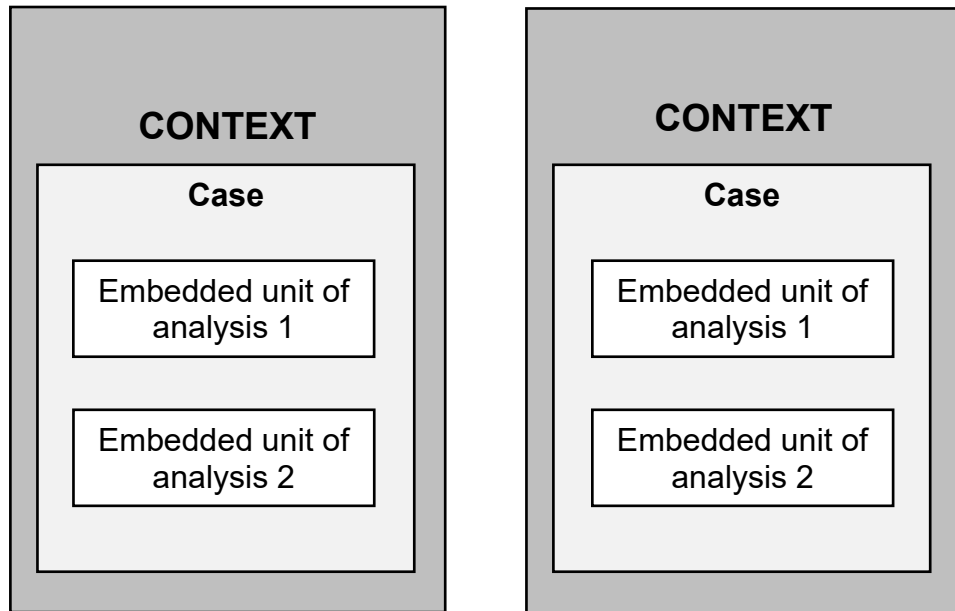 CONTEXT
Case
Embedded unit of
analysis 1
Embedded unit of
analysis 2
CONTEXT
Case
Embedded unit of
analysis 1
Embedded unit of
analysis 2